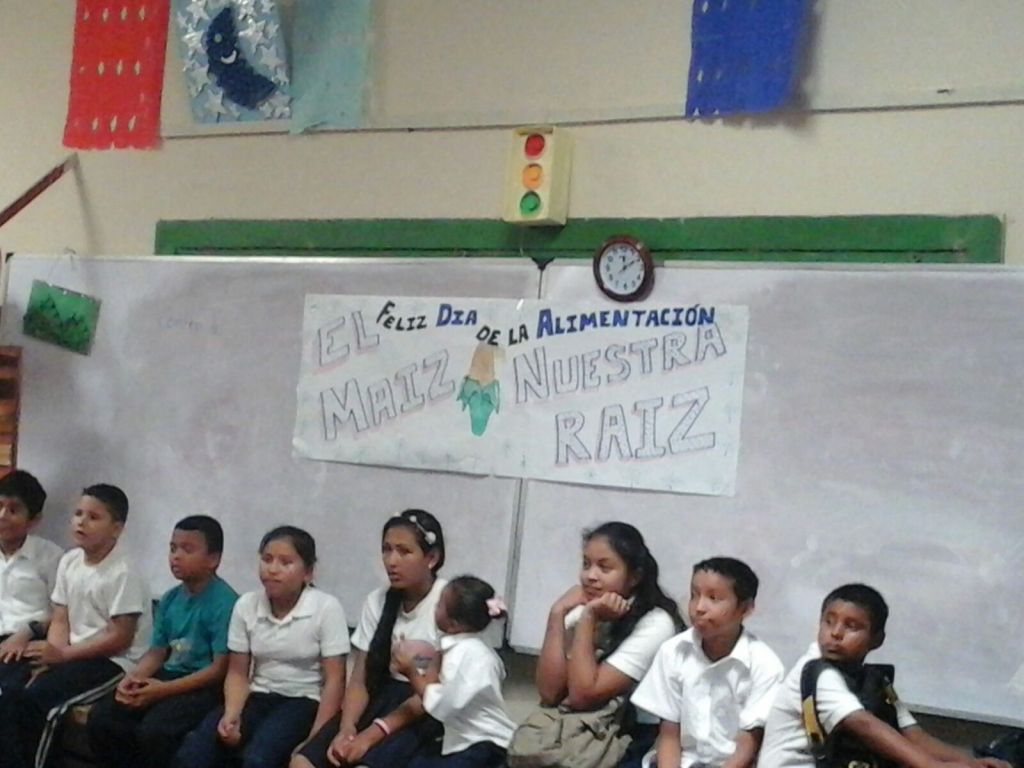 FELIZ DIA DE LA ALIMENTACIÓN
EL MAIZ NUESTRA RAIZ